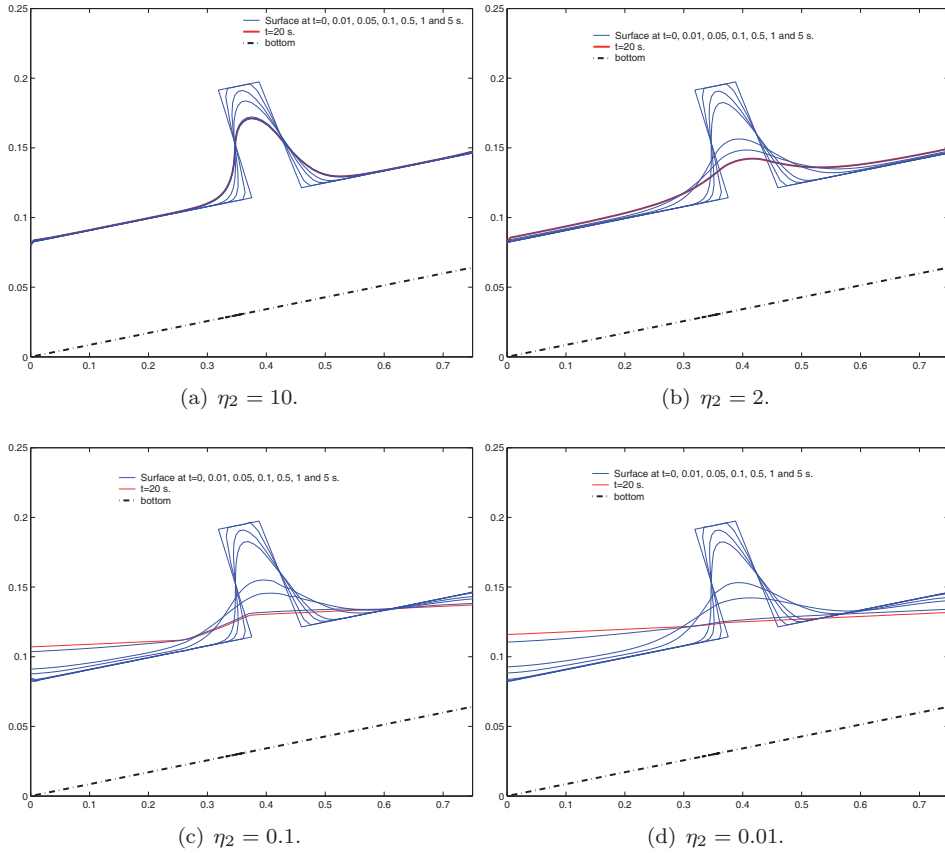 Surface at t=0, 0.01, 0.05, 0.1, 0.5, 1 and 5 s.
t=20 s.
bottom
0.25
0.2
0.15
0.1
0.05
0
0 0.1 0.2 0.3 0.4 0.5 0.6 0.7
(a) η₂ = 10.
Surface at t=0, 0.01, 0.05, 0.1, 0.5, 1 and 5 s.
t=20 s.
bottom
0.25
0.2
0.15
0.1
0.05
0
0 0.1 0.2 0.3 0.4 0.5 0.6 0.7
(b) η₂ = 2.
Surface at t=0, 0.01, 0.05, 0.1, 0.5, 1 and 5 s.
t=20 s.
bottom
0.25
0.2
0.15
0.1
0.05
0
0 0.1 0.2 0.3 0.4 0.5 0.6 0.7
(c) η₂ = 0.1.
Surface at t=0, 0.01, 0.05, 0.1, 0.5, 1 and 5 s.
t=20 s.
bottom
0.25
0.2
0.15
0.1
0.05
0
0 0.1 0.2 0.3 0.4 0.5 0.6 0.7
(d) η₂ = 0.01.